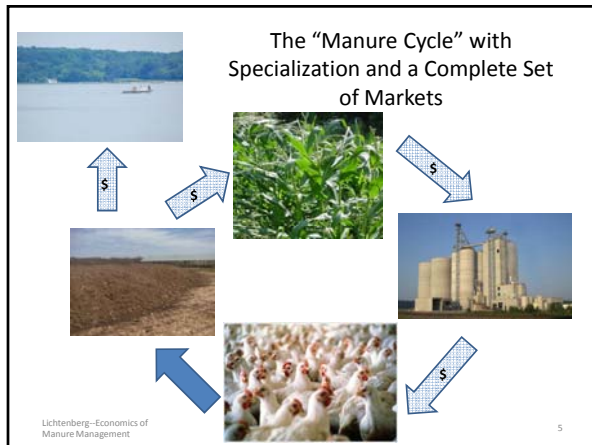 The “Manure Cycle” with
Specialization and a Complete Set
of Markets
$
$
$
$
Lichtenberg--Economics of
Manure Management
5